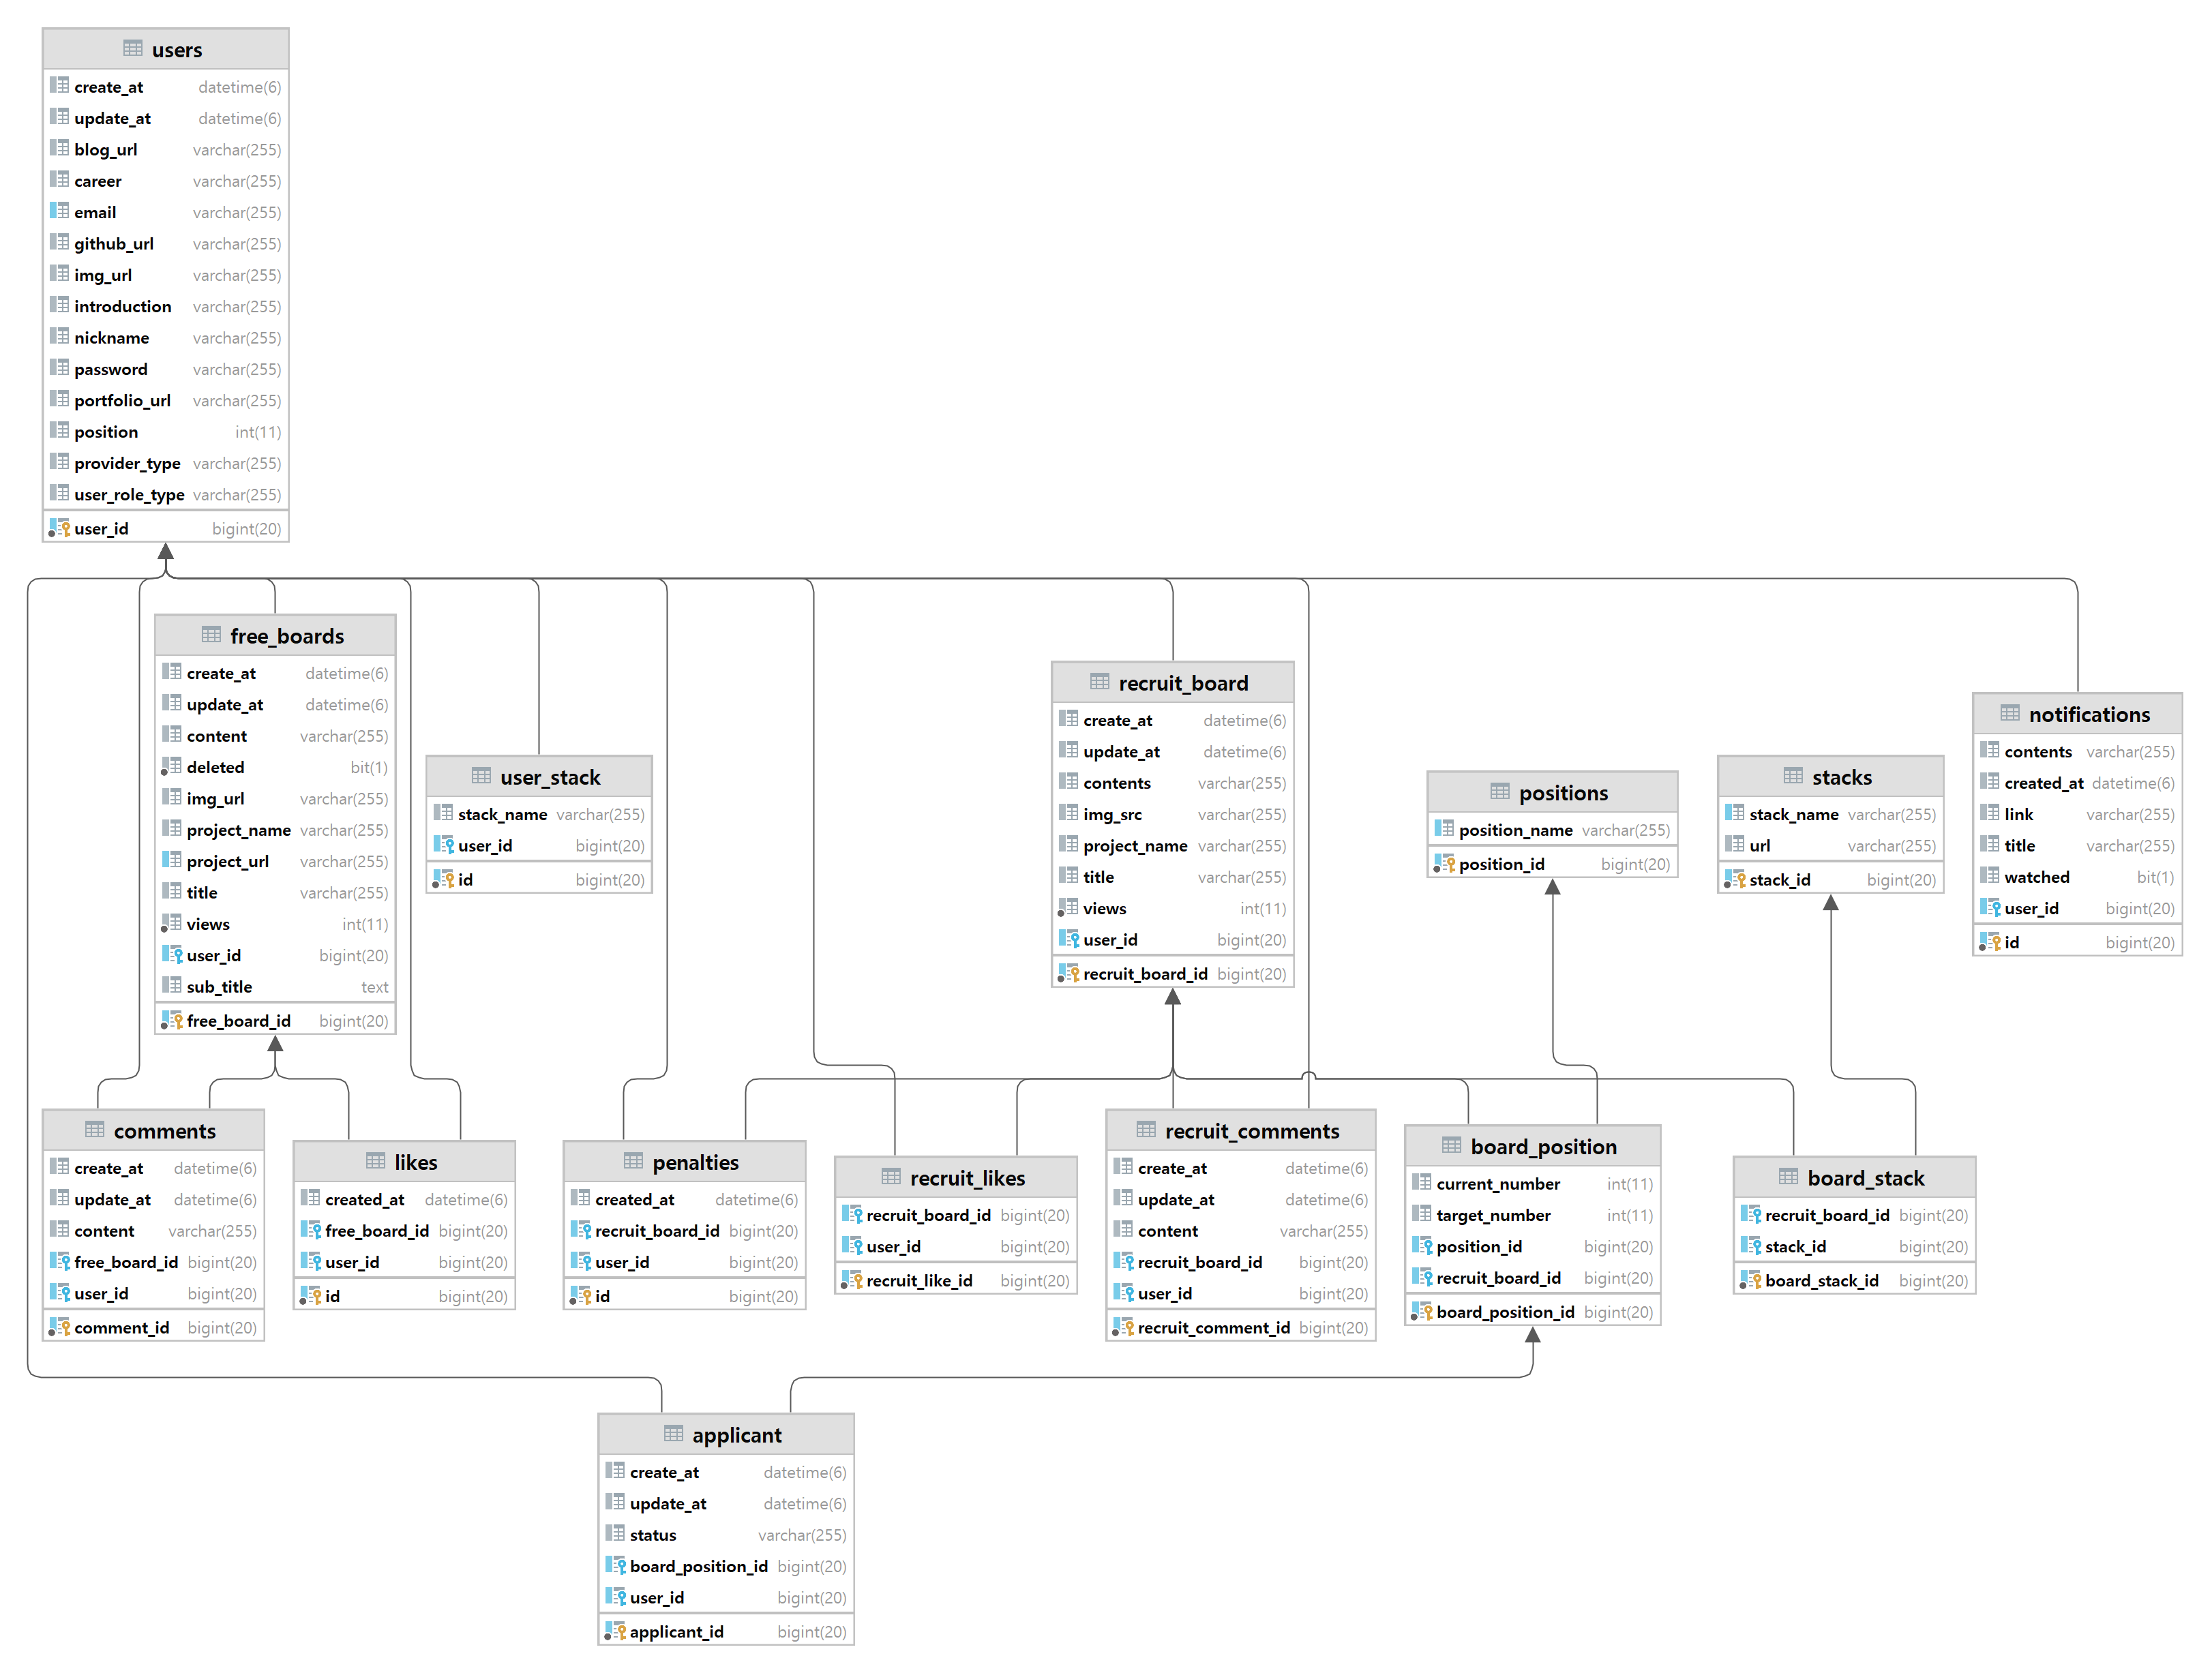 users
create_at datetime(6)
update_at datetime(6)
blog_url varchar(255)
career varchar(255)
email varchar(255)
github_url varchar(255)
img_url varchar(255)
introduction varchar(255)
nickname varchar(255)
password varchar(255)
portfolio_url varchar(255)
position int(11)
provider_type varchar(255)
user_role_type varchar(255)
user_id bigint(20)
free_boards
create_at datetime(6)
update_at datetime(6)
content varchar(255)
deleted bit(1)
img_url varchar(255)
project_name varchar(255)
project_url varchar(255)
title varchar(255)
views int(11)
user_id bigint(20)
sub_title text
free_board_id bigint(20)
user_stack
stack_name varchar(255)
user_id bigint(20)
id bigint(20)
recruit_board
create_at datetime(6)
update_at datetime(6)
contents varchar(255)
img_src varchar(255)
project_name varchar(255)
title varchar(255)
views int(11)
user_id bigint(20)
recruit_board_id bigint(20)
positions
position_name varchar(255)
position_id bigint(20)
stacks
stack_name varchar(255)
url varchar(255)
stack_id bigint(20)
notifications
contents varchar(255)
created_at datetime(6)
link varchar(255)
title varchar(255)
watched bit(1)
user_id bigint(20)
id bigint(20)
comments
create_at datetime(6)
update_at datetime(6)
content varchar(255)
free_board_id bigint(20)
user_id bigint(20)
comment_id bigint(20)
likes
created_at datetime(6)
free_board_id bigint(20)
user_id bigint(20)
id bigint(20)
penalties
created_at datetime(6)
recruit_board_id bigint(20)
user_id bigint(20)
id bigint(20)
recruit_likes
recruit_board_id bigint(20)
user_id bigint(20)
recruit_like_id bigint(20)
recruit_comments
create_at datetime(6)
update_at datetime(6)
content varchar(255)
recruit_board_id bigint(20)
user_id bigint(20)
recruit_comment_id bigint(20)
board_position
current_number int(11)
target_number int(11)
position_id bigint(20)
recruit_board_id bigint(20)
board_position_id bigint(20)
board_stack
recruit_board_id bigint(20)
stack_id bigint(20)
board_stack_id bigint(20)
applicant
create_at datetime(6)
update_at datetime(6)
status varchar(255)
board_position_id bigint(20)
user_id bigint(20)
applicant_id bigint(20)